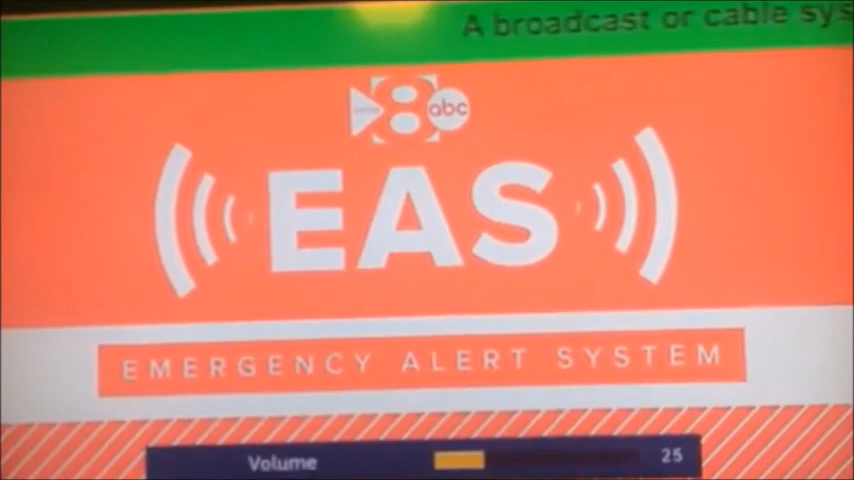 A broadcast or cable sys
8 abc
EAS
EMERGENCY ALERT SYSTEM
Volume 25